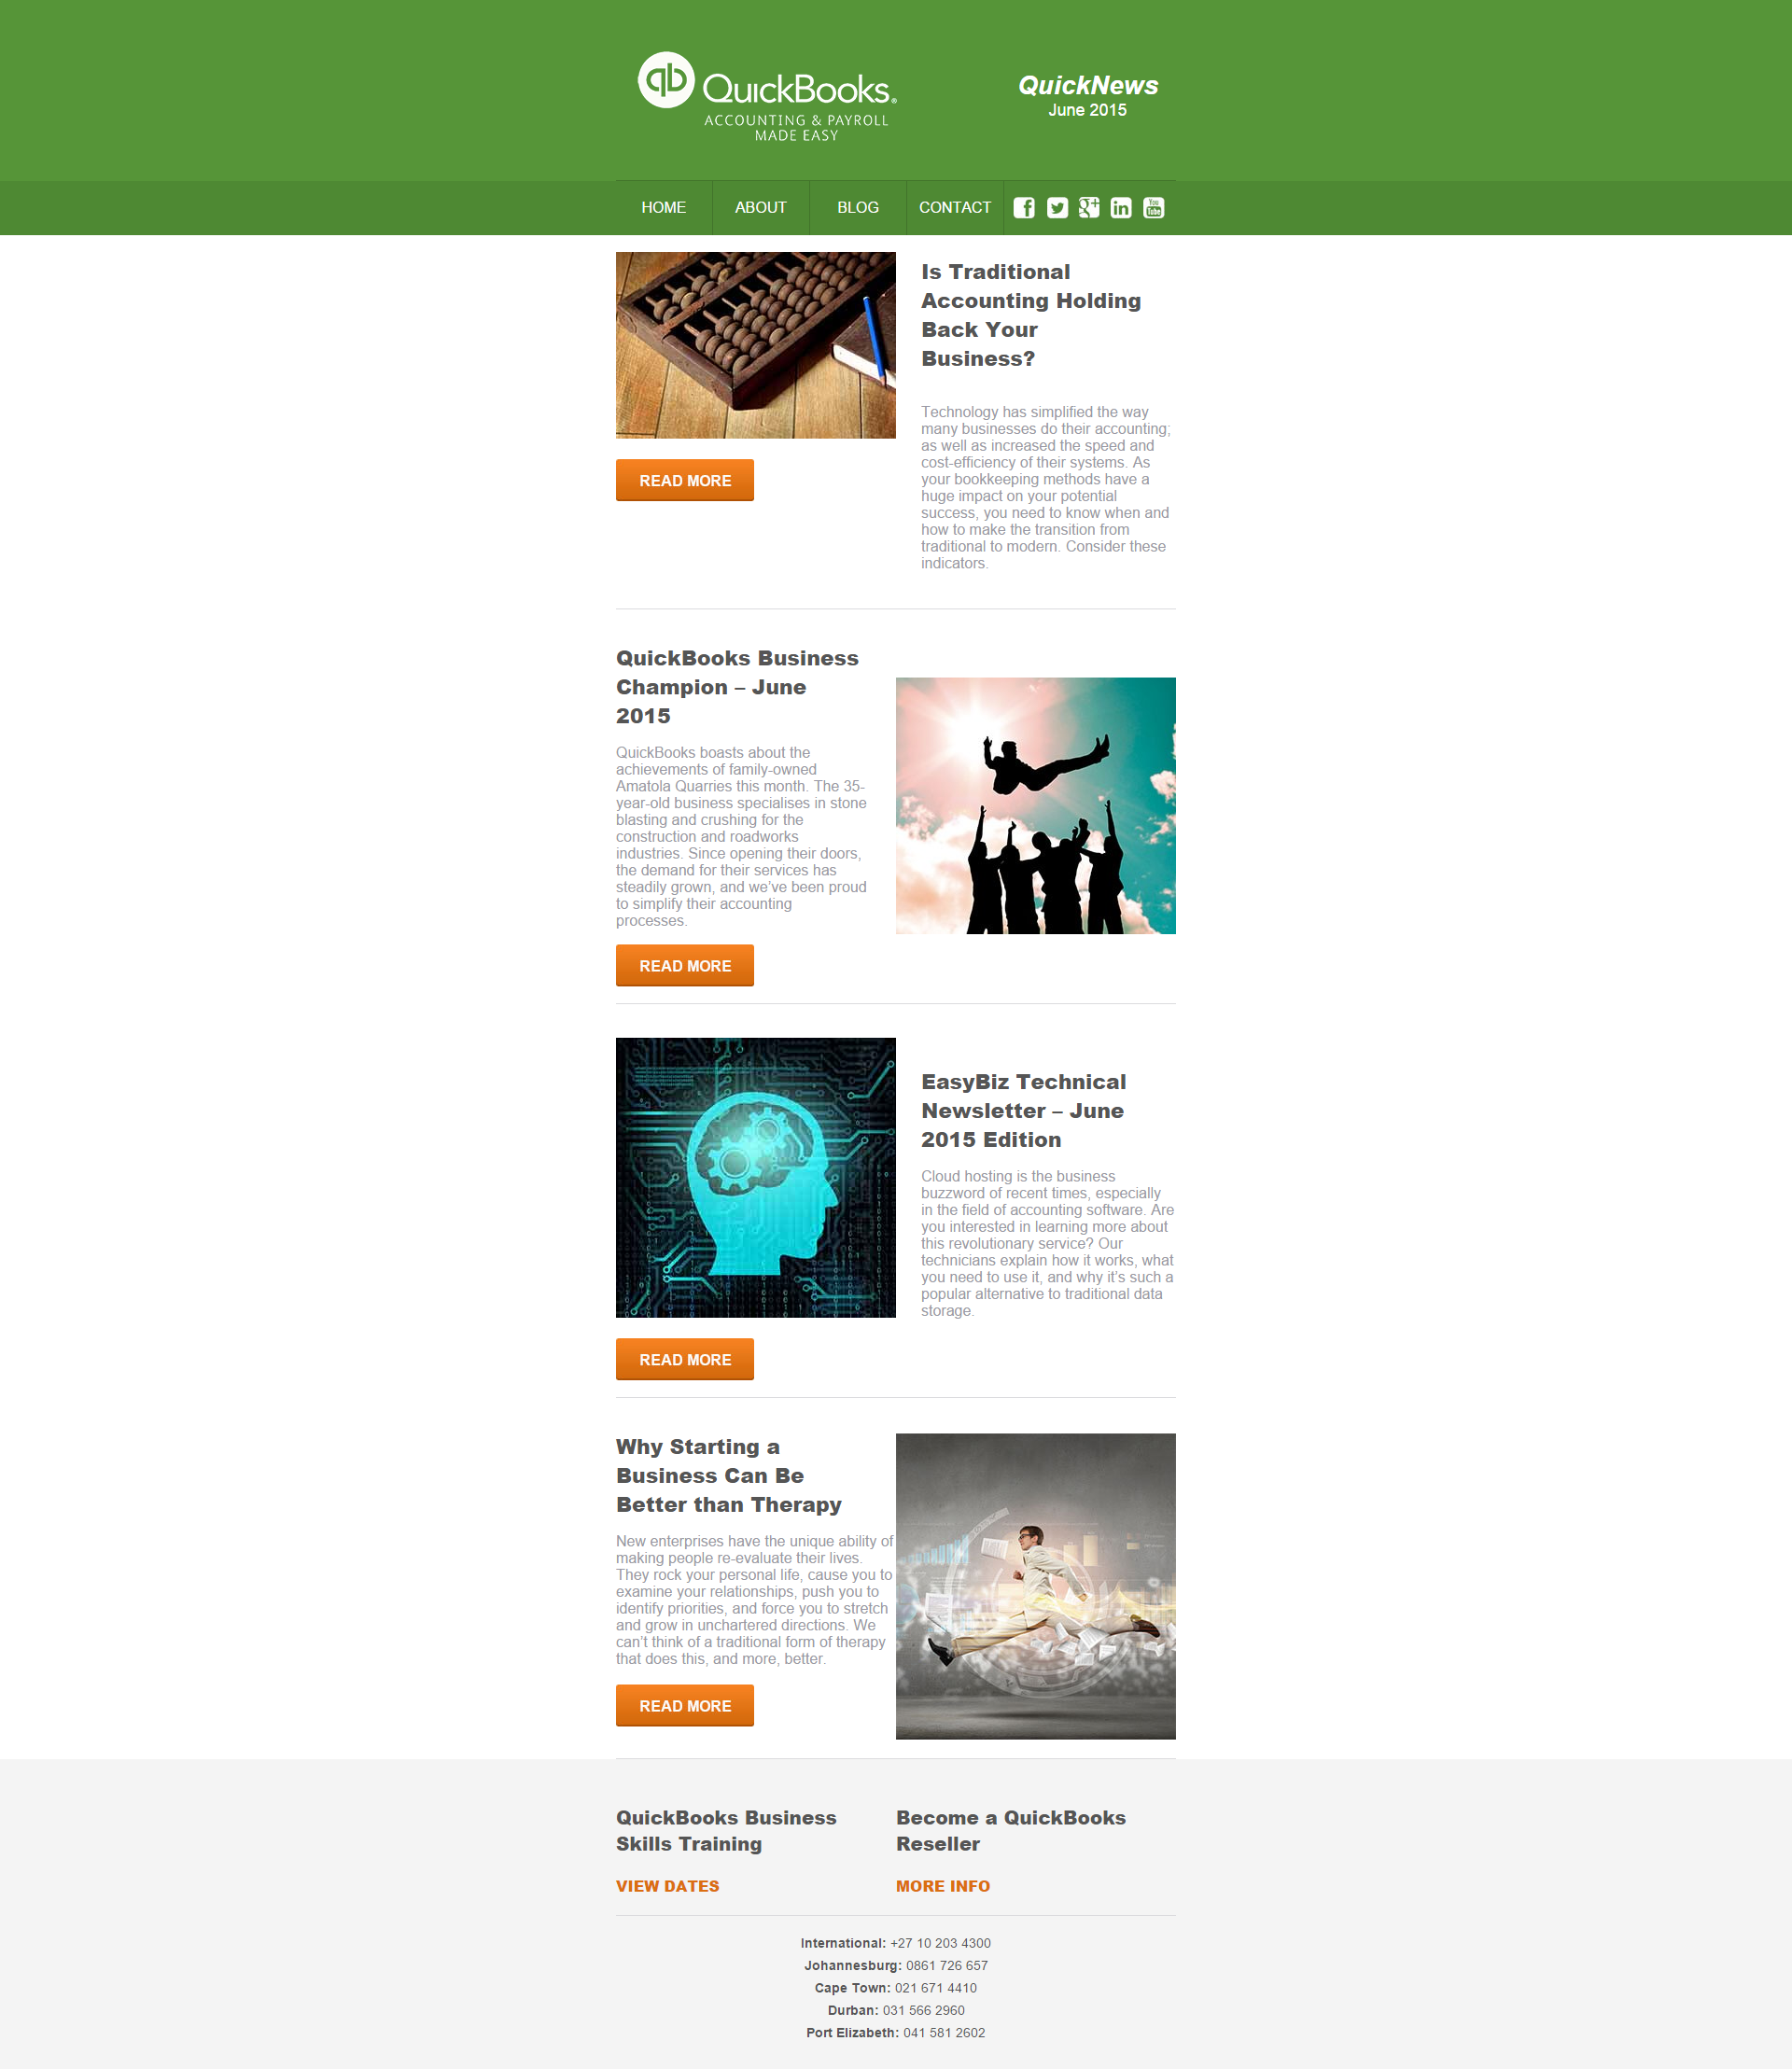 qb QuickBooks®
ACCOUNTING & PAYROLL
MADE EASY
QuickNews
June 2015
HOME ABOUT BLOG CONTACT
Is Traditional
Accounting Holding
Back Your
Business?
Technology has simplified the way
many businesses do their accounting;
as well as increased the speed and
cost-efficiency of their systems. As
your bookkeeping methods have a
huge impact on your potential
success, you need to know when and
how to make the transition from
traditional to modern. Consider these
indicators.
READ MORE
QuickBooks Business
Champion – June
2015
QuickBooks boasts about the
achievements of family-owned
Amatola Quarries this month. The 35-
year-old business specialises in stone
blasting and crushing for the
construction and roadworks
industries. Since opening their doors,
the demand for their services has
steadily grown, and we’ve been proud
to simplify their accounting
processes.
READ MORE
EasyBiz Technical
Newsletter – June
2015 Edition
Cloud hosting is the business
buzzword of recent times, especially
in the field of accounting software. Are
you interested in learning more about
this revolutionary service? Our
technicians explain how it works, what
you need to use it, and why it’s such a
popular alternative to traditional data
storage.
READ MORE
Why Starting a
Business Can Be
Better than Therapy
New enterprises have the unique ability of
making people re-evaluate their lives.
They rock your personal life, cause you to
examine your relationships, push you to
identify priorities, and force you to stretch
and grow in unchartered directions. We
can’t think of a traditional form of therapy
that does this, and more, better.
READ MORE
QuickBooks Business
Skills Training
VIEW DATES
Become a QuickBooks
Reseller
MORE INFO
International: +27 10 203 4300
Johannesburg: 0861 726 657
Cape Town: 021 671 4410
Durban: 031 566 2960
Port Elizabeth: 041 581 2602